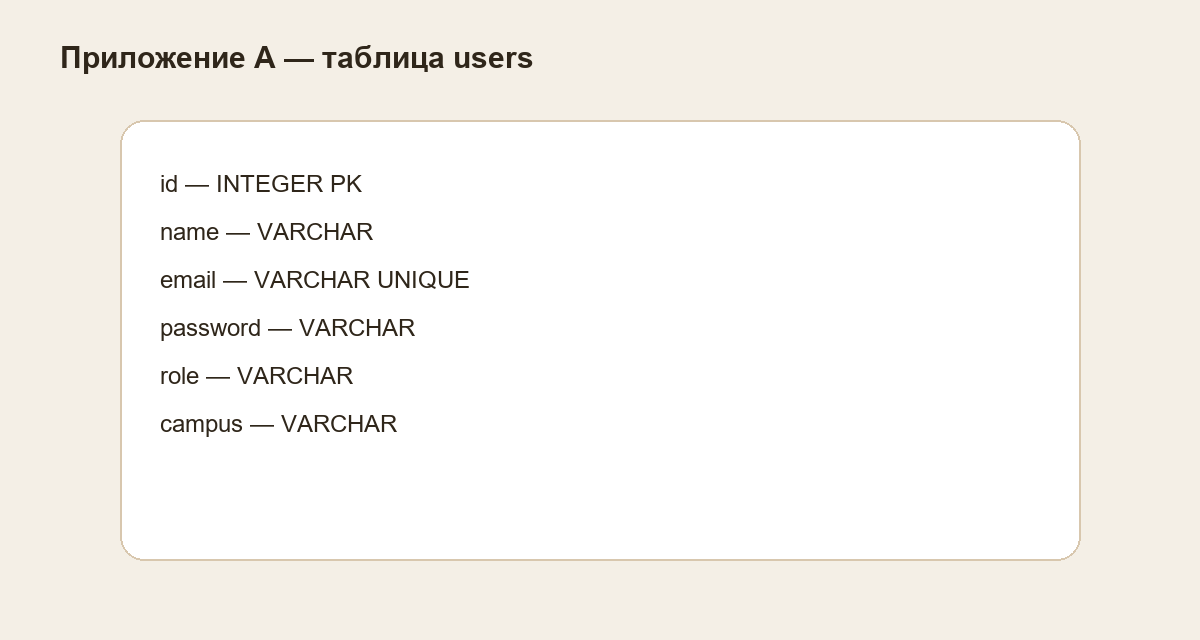 Приложение А — таблица users
id — INTEGER PK
name — VARCHAR
email — VARCHAR UNIQUE
password — VARCHAR
role — VARCHAR
campus — VARCHAR